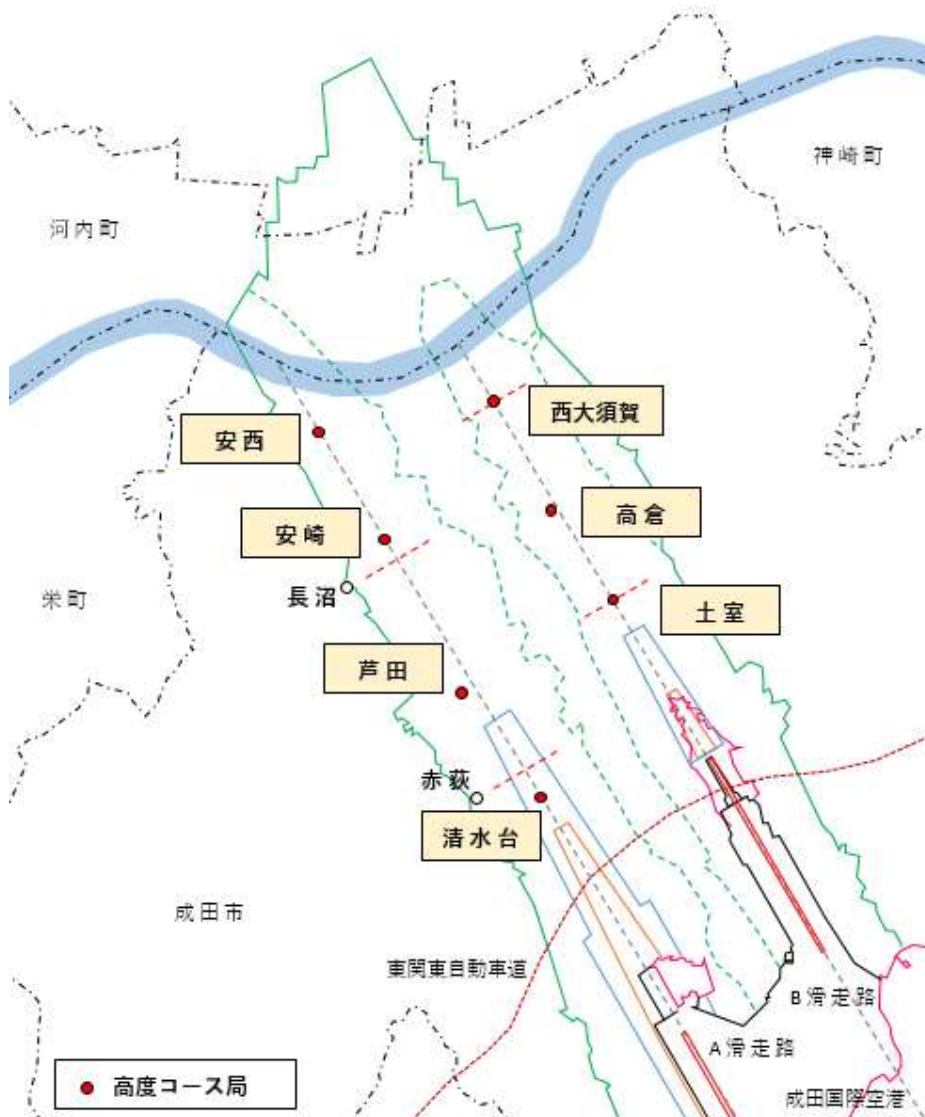 神崎町
河内町
西大須賀
安西
高倉
安崎
長沼
栄町
土室
芦田
赤荻
清水台
成田市
東関東自動車道
B滑走路
A滑走路
成田国際空港
高度コース局